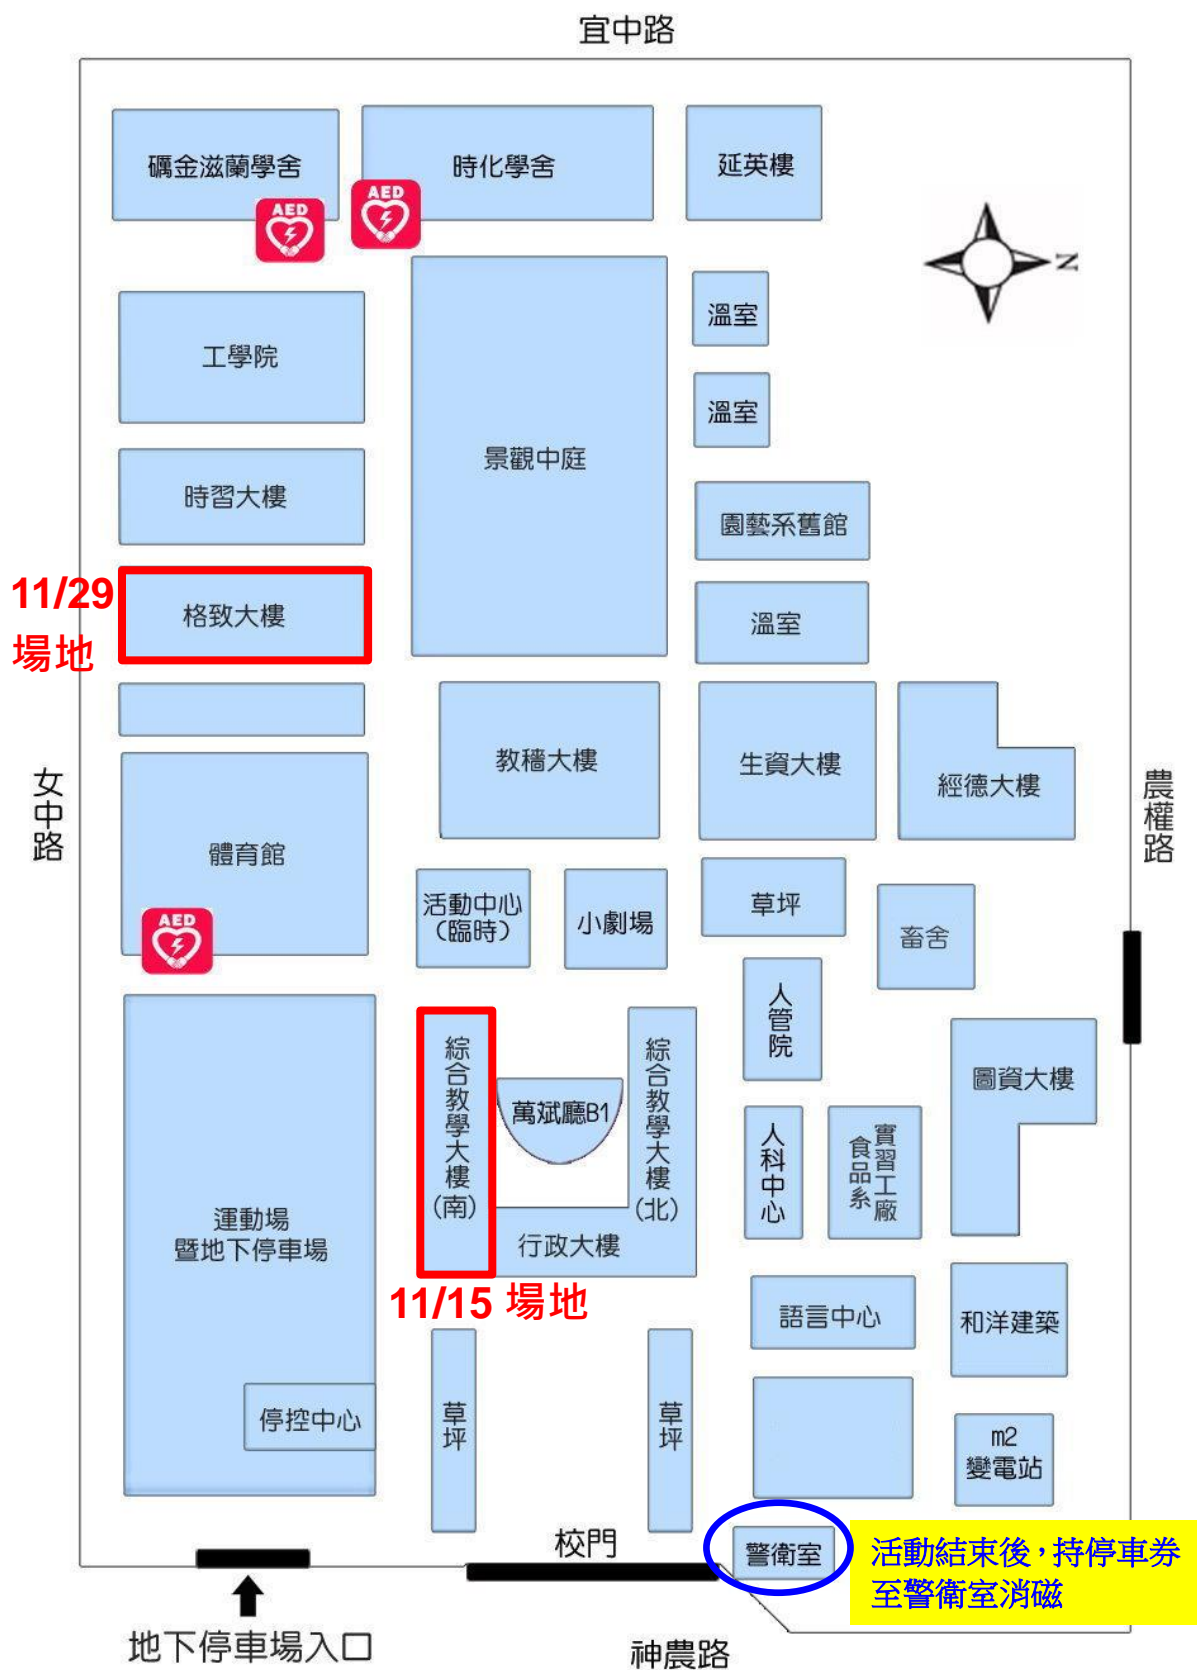 宜中路
礪金滋蘭學舍
時化學舍
延英樓
AED
AED
N
工學院
溫室
溫室
景觀中庭
時習大樓
園藝系舊館
11/29
場地
格致大樓
溫室
女中路
教穡大樓
生資大樓
經德大樓
農權路
體育館
AED
活動中心
(臨時)
小劇場
草坪
畜舍
人管院
綜合教學大樓
(南)
萬斌廳B1
綜合教學大樓
(北)
圖資大樓
人科中心
食品系
實習工廠
運動場
暨地下停車場
行政大樓
11/15 場地
語言中心
和洋建築
停控中心
草坪
草坪
m2
變電站
校門
警衛室
活動結束後，持停車券
至警衛室消磁
地下停車場入口
神農路